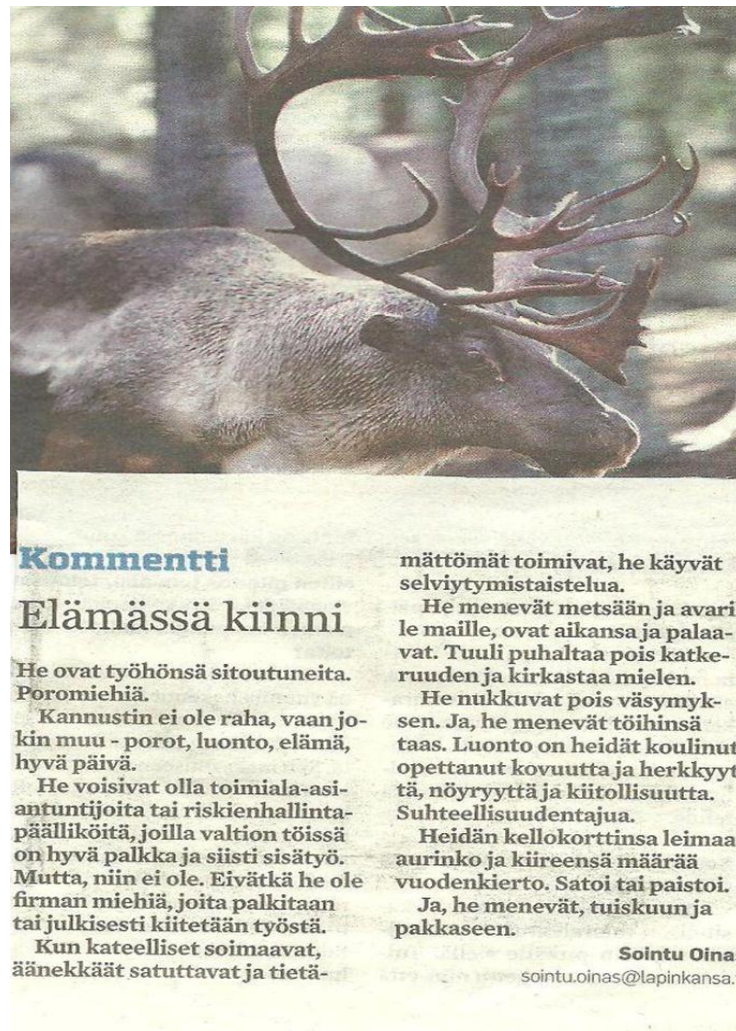 Kommentti
Elämässä kiinni
He ovat työhönsä sitoutuneita.
Poromiehiä.
Kannustin ei ole raha, vaan jo-
kin muu - porot, luonto, elämä,
hyvä päivä.
He voisivat olla toimiala-asi-
antuntijoita tai riskienhallinta-
päälliköitä, joilla valtion töissä
on hyvä palkka ja siisti sisätyö.
Mutta, niin ei ole. Eivätkä he ole
firman miehiä, joita palkitaan
tai julkisesti kiitetään työstä.
Kun kateelliset soimaavat,
äänekkäät satuttavat ja tietä-
mättömät toimivat, he käyvät
selviytymistaistelua.
He menevät metsään ja avari
le maille, ovat aikansa ja palaa-
vat. Tuuli puhaltaa pois katke-
ruuden ja kirkastaa mielen.
He nukkuvat pois väsymyk-
sen. Ja, he menevät töihinsä
taas. Luonto on heidät koulinut
opettanut kovuutta ja herkkyyt
tä, nöyryyttä ja kiitollisuutta.
Suhteellisuudentajua.
Heidän kellokorttinsa leimaa
aurinko ja kiireensä määrää
vuodenkierto. Satoi tai paistoi.
Ja, he menevät, tuiskuun ja
pakkaseen.
Sointu Oinas
sointu.oinas@lapinkansa.